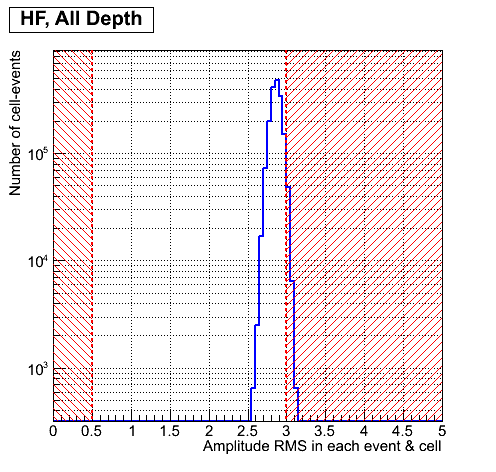 HF, All Depth
Number of cell-events
10^5
10^4
10^3
0 0.5 1 1.5 2 2.5 3 3.5 4 4.5 5
Amplitude RMS in each event & cell